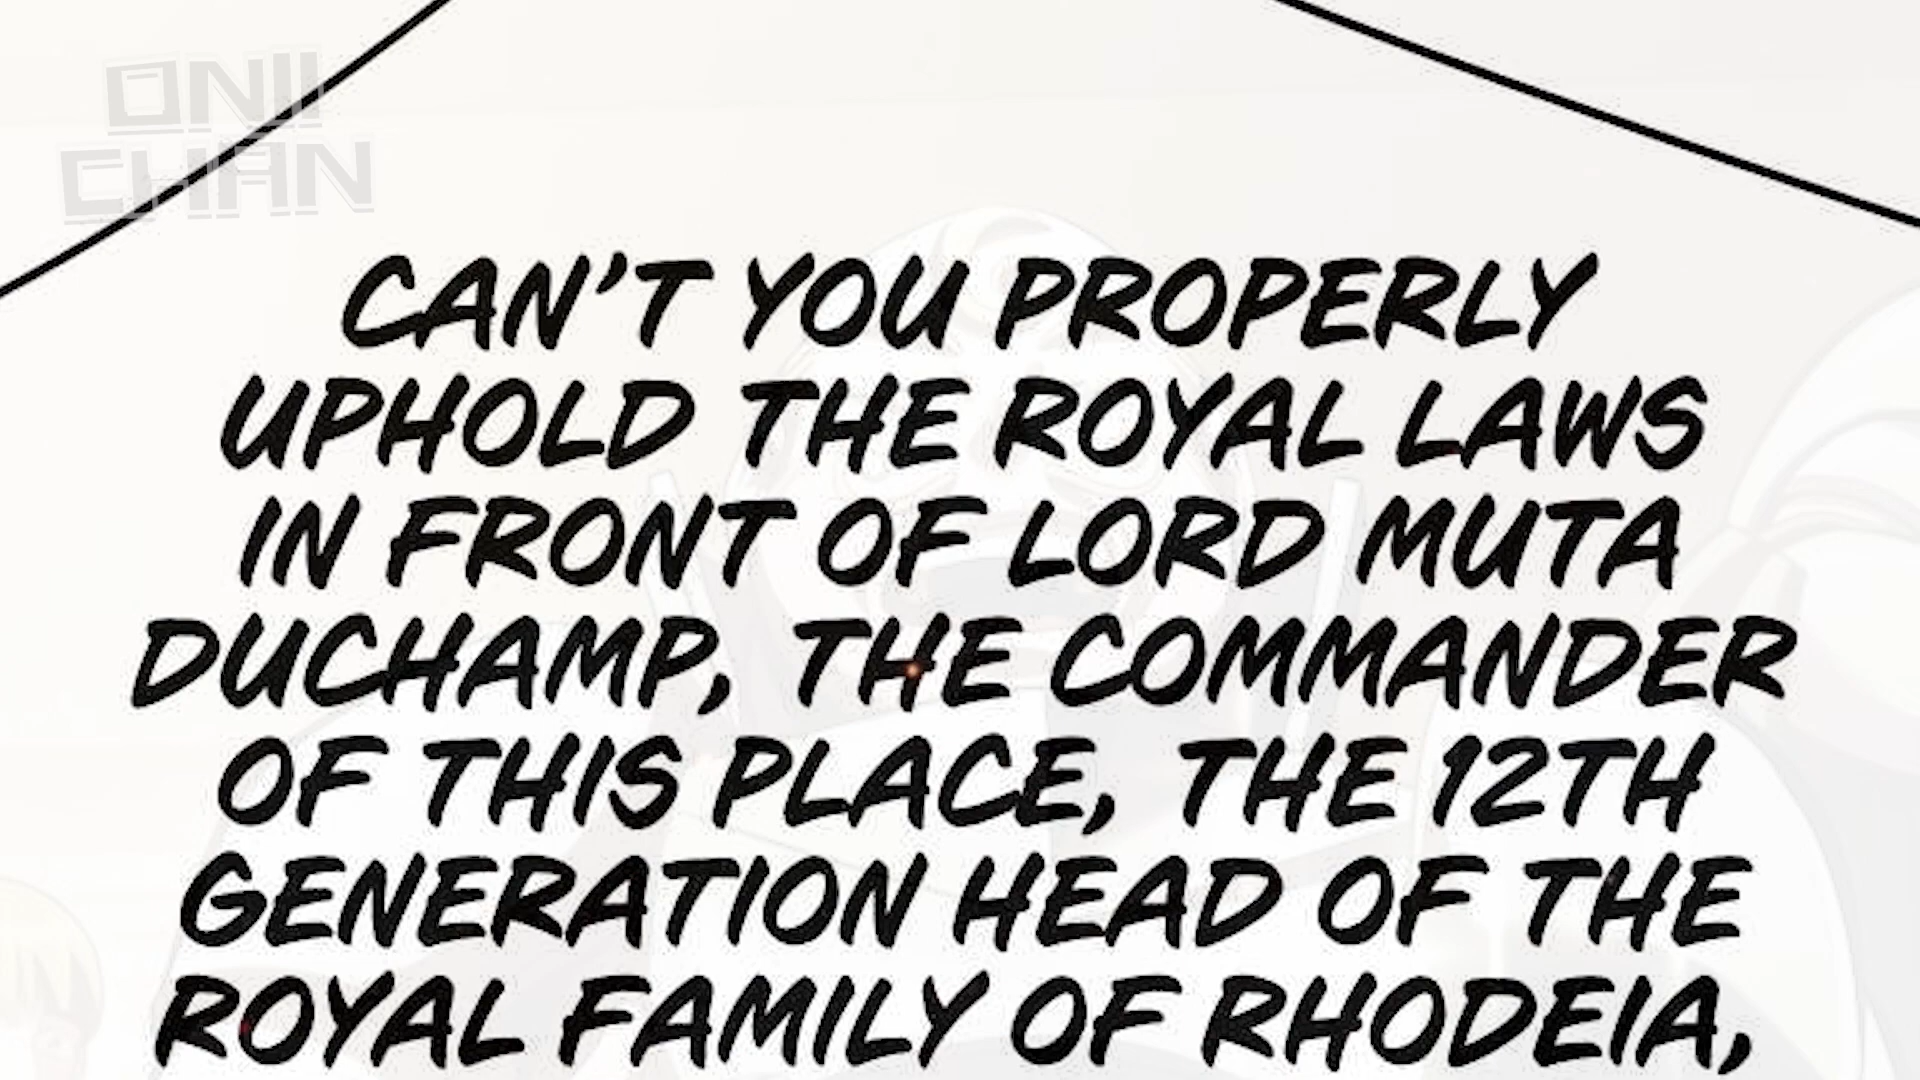 ONII
CHAN
CAN'T YOU PROPERLY
UPHOLD THE ROYAL LAWS
IN FRONT OF LORD MUTA
DUCHAMP, THE COMMANDER
OF THIS PLACE, THE 12TH
GENERATION HEAD OF THE
ROYAL FAMILY OF RHODEIA,